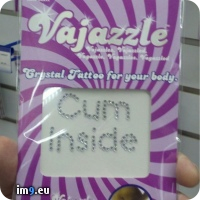 Vajazzle
Crystal Tattoo for your body.
Cum
Inside
im9.eu